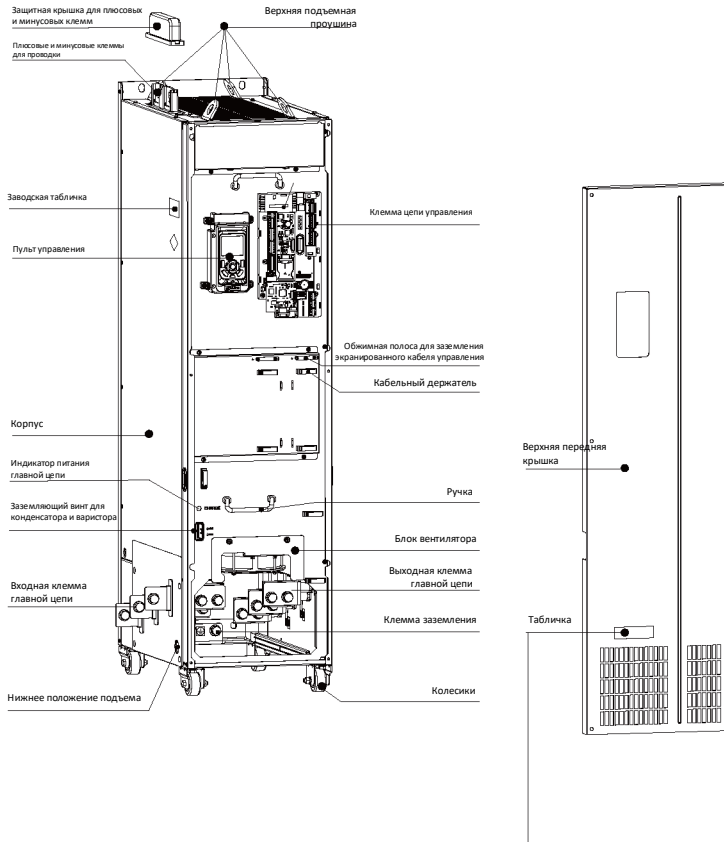 Защитная крышка для плюсовых
и минусовых клемм
Верхняя подъемная
проушина
Плюсовые и минусовые клеммы
для проводки
Заводская табличка
Клемма цепи управления
Пульт управления
Обжимная полоса для заземления
экранированного кабеля управления
Кабельный держатель
Корпус
Верхняя передняя
крышка
Индикатор питания
главной цепи
Ручка
Заземляющий винт для
конденсатора и варистора
CHARGE
Блок вентилятора
Выходная клемма
главной цепи
Входная клемма
главной цепи
Клемма заземления
Табличка
Нижнее положение подъема
Колесики